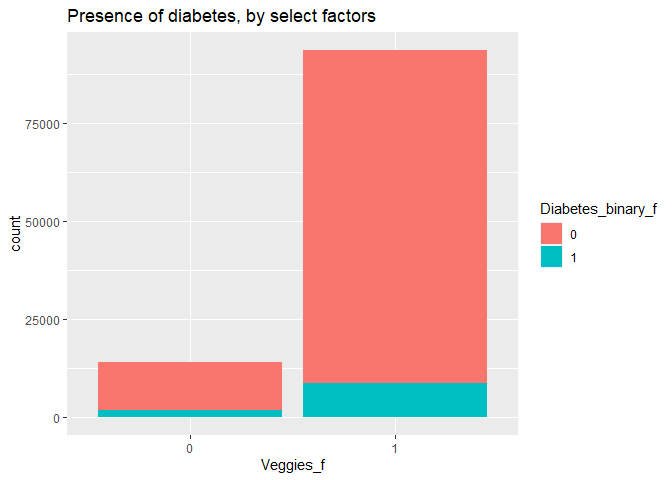 Presence of diabetes, by select factors
75000
50000
25000
0
count
0
1
Veggies_f
Diabetes_binary_f
0
1